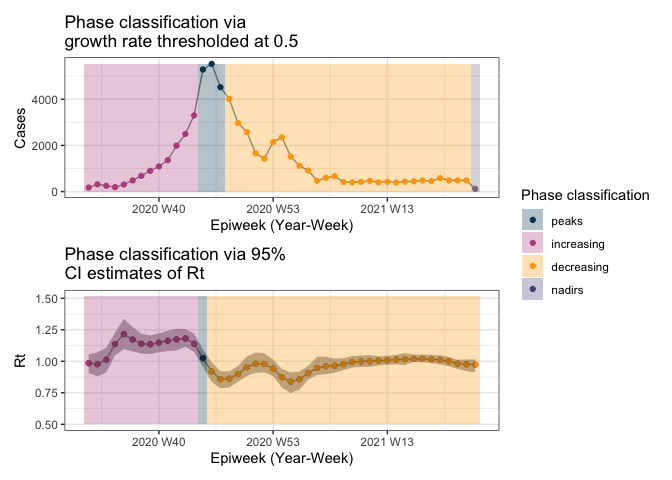 Phase classification via
growth rate thresholded at 0.5
Cases
4000
2000
0
2020 W40
2020 W53
2021 W13
Epiweek (Year-Week)
Phase classification
peaks
increasing
decreasing
nadirs
Phase classification via 95%
CI estimates of Rt
Rt
1.50
1.25
1.00
0.75
0.50
2020 W40
2020 W53
2021 W13
Epiweek (Year-Week)